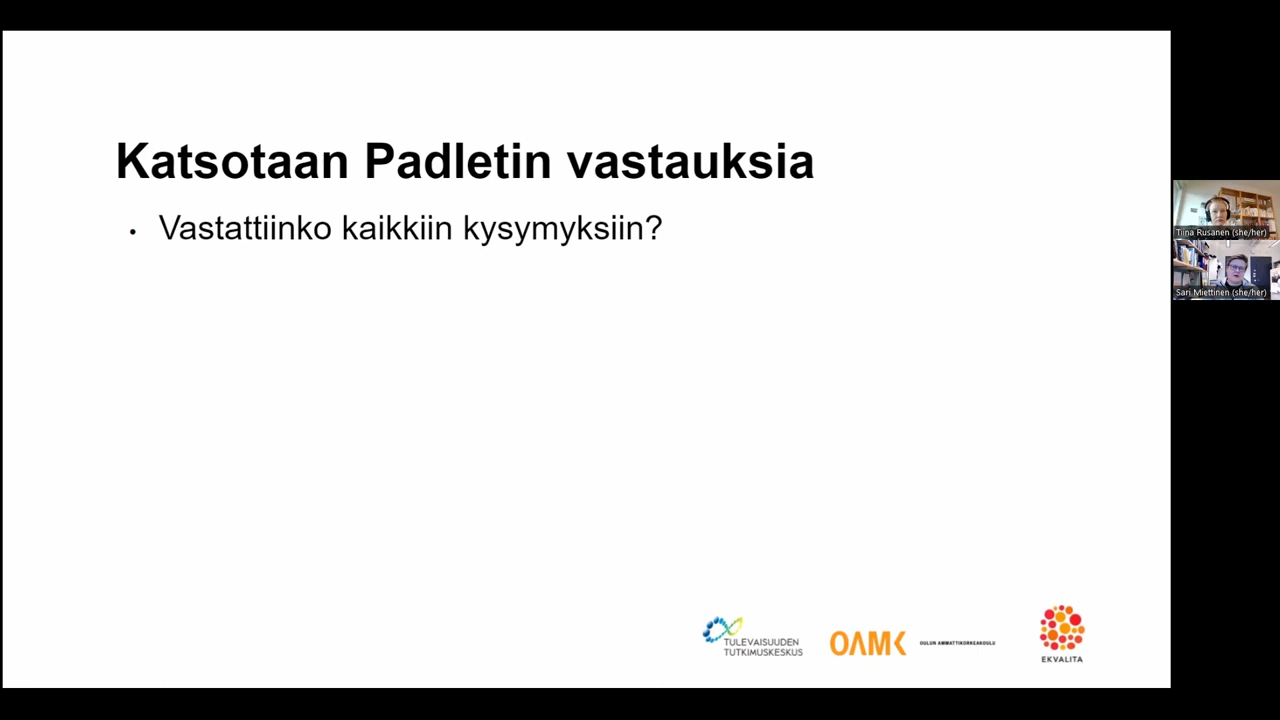 Katsotaan Padletin vastauksia
• Vastattiinko kaikkiin kysymyksiin?
Tiina Rusanen (she/her)
Sari Miettinen (she/her)
TULEVAISUUDEN
TUTKIMUSKESKUS
OAMK
OULUN AMMATTIKORKEAKOULU
EKVALITA